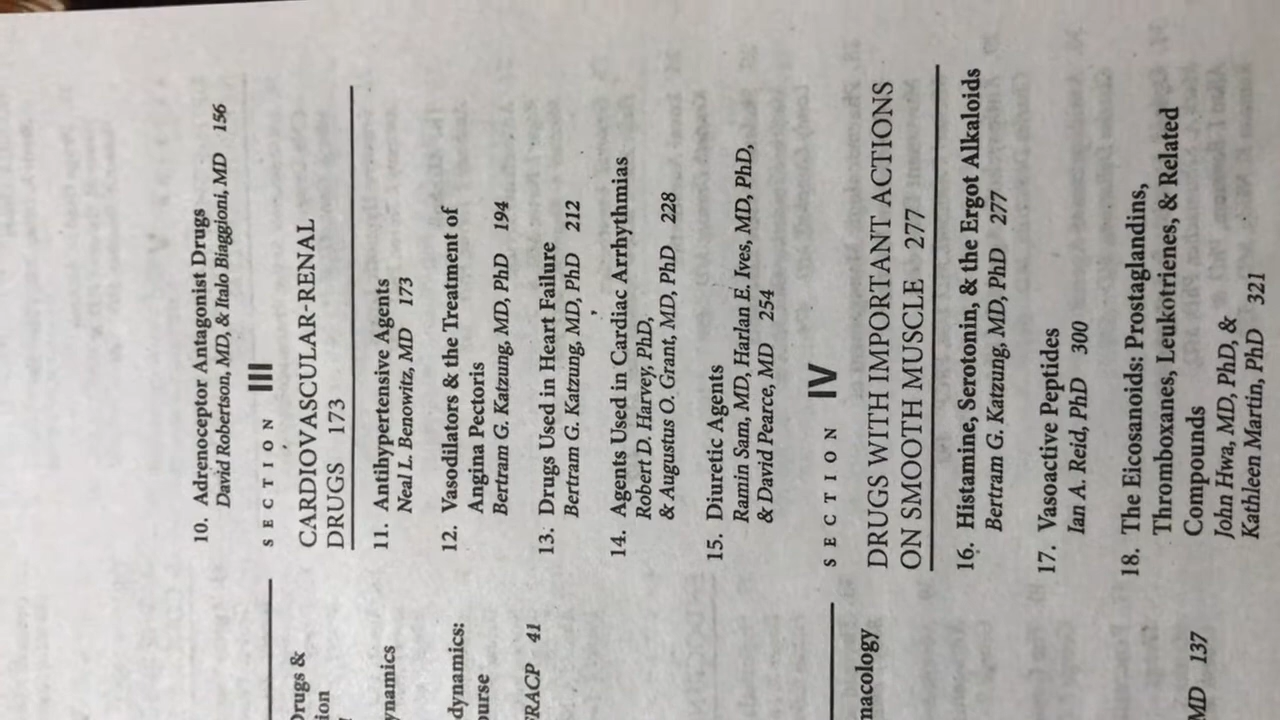 Drugs &
ynamics
dynamics:
ourse
FRACP 41
macology
MD 137
10. Adrenoceptor Antagonist Drugs
David Robertson, MD, & Italo Biaggioni, MD 156
SECTION III
CARDIOVASCULAR-RENAL
DRUGS 173
11. Antihypertensive Agents
Neal L. Benowitz, MD 173
12. Vasodilators & the Treatment of
Angina Pectoris
Bertram G. Katzung, MD, PhD 194
13. Drugs Used in Heart Failure
Bertram G. Katzung, MD, PhD 212
14. Agents Used in Cardiac Arrhythmias
Robert D. Harvey, PhD,
& Augustus O. Grant, MD, PhD 228
15. Diuretic Agents
Ramin Sam, MD, Harlan E. Ives, MD, PhD,
& David Pearce, MD 254
SECTION IV
DRUGS WITH IMPORTANT ACTIONS
ON SMOOTH MUSCLE 277
16. Histamine, Serotonin, & the Ergot Alkaloids
Bertram G. Katzung, MD, PhD 277
17. Vasoactive Peptides
Ian A. Reid, PhD 300
18. The Eicosanoids: Prostaglandins,
Thromboxanes, Leukotrienes, & Related
Compounds
John Hwa, MD, PhD, &
Kathleen Martin, PhD 321